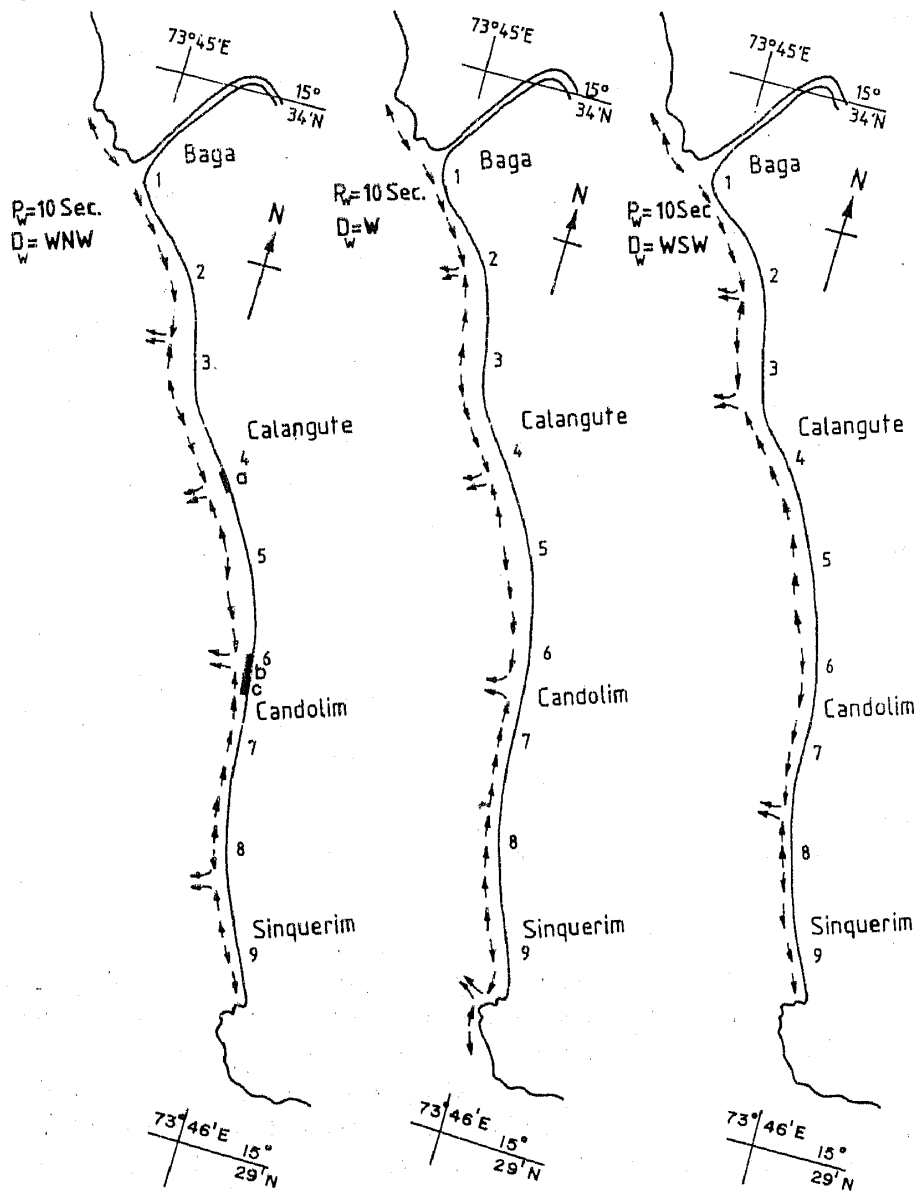 73°45'E
15°
34'N
Baga
1
P_w=10 Sec.
D_w= WNW
N
2
3
Calangute
4
a
5
6
b
c
Candolim
7
8
Sinquerim
9
73°46'E
15°
29'N
73°45'E
15°
34'N
Baga
1
P_w=10 Sec.
D_w=W
N
2
3
Calangute
4
5
6
Candolim
7
8
Sinquerim
9
73°46'E
15°
29'N
73°45'E
15°
34'N
Baga
1
P_w=10Sec
D_w=WSW
N
2
3
Calangute
4
5
6
Candolim
7
8
Sinquerim
9
73°46'E
15°
29'N